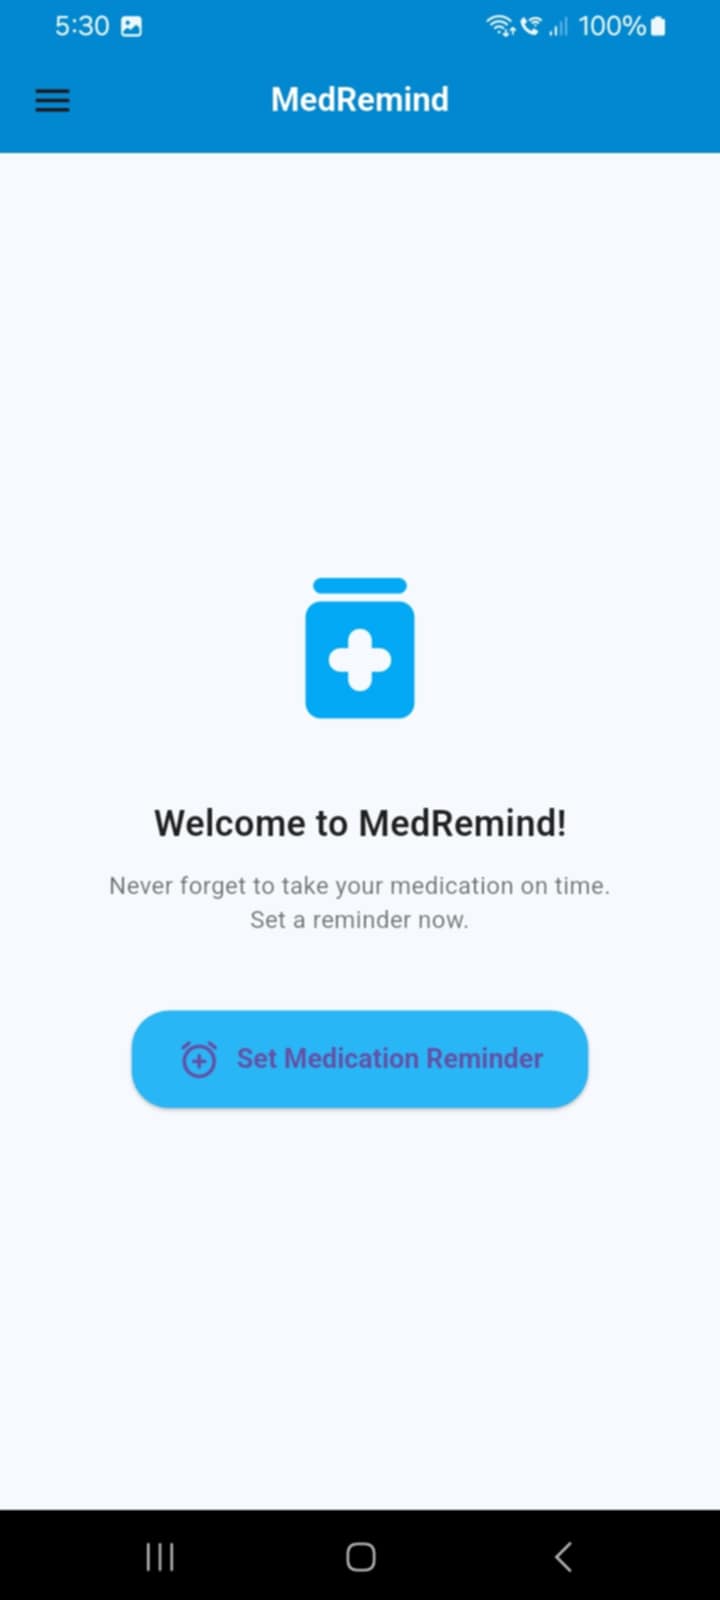 5:30 100%
MedRemind
Welcome to MedRemind!
Never forget to take your medication on time.
Set a reminder now.
Set Medication Reminder